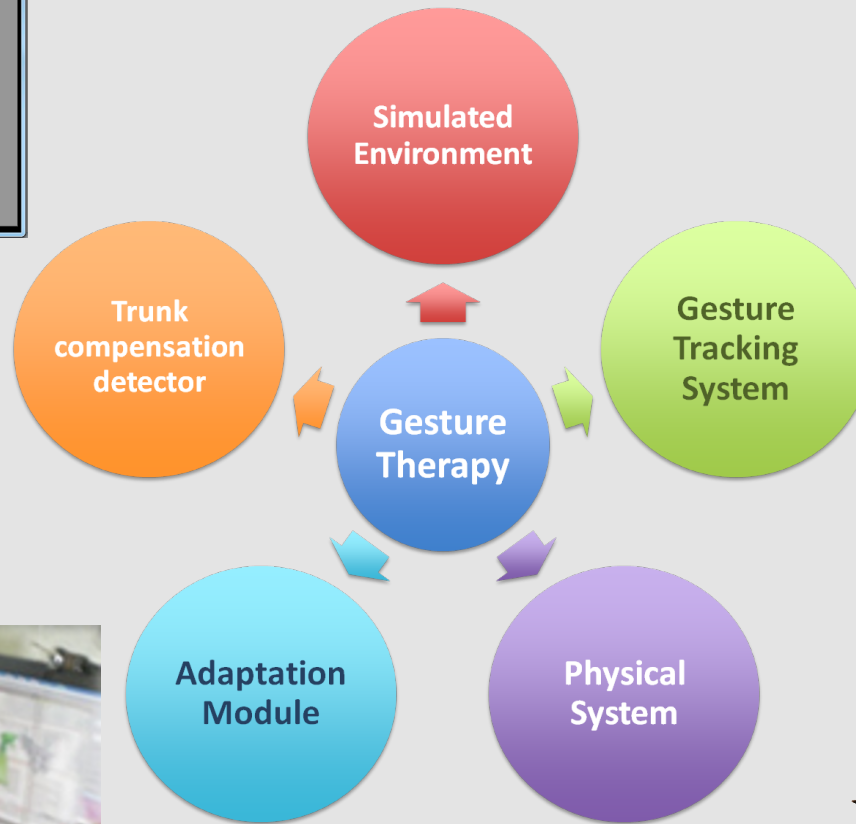 Simulated
Environment
Trunk
compensation
detector
Gesture
Tracking
System
Gesture
Therapy
Adaptation
Module
Physical
System